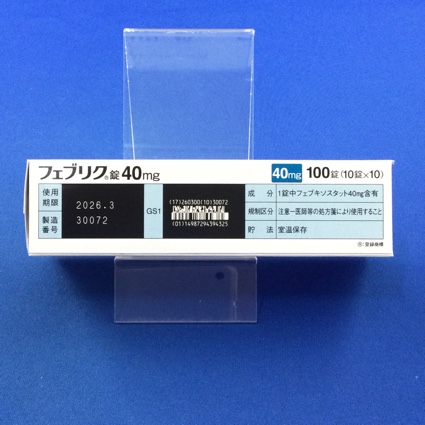 フェブリク®錠40mg
40mg 100錠(10錠×10)
使用期限 2026.3
製造番号 30072
GS1
(17)260300(10)30072
(01)14987294594325
成分 1錠中フェブキソスタット40mg含有
規制区分 注意-医師等の処方箋により使用すること
貯法 室温保存
®:登録商標